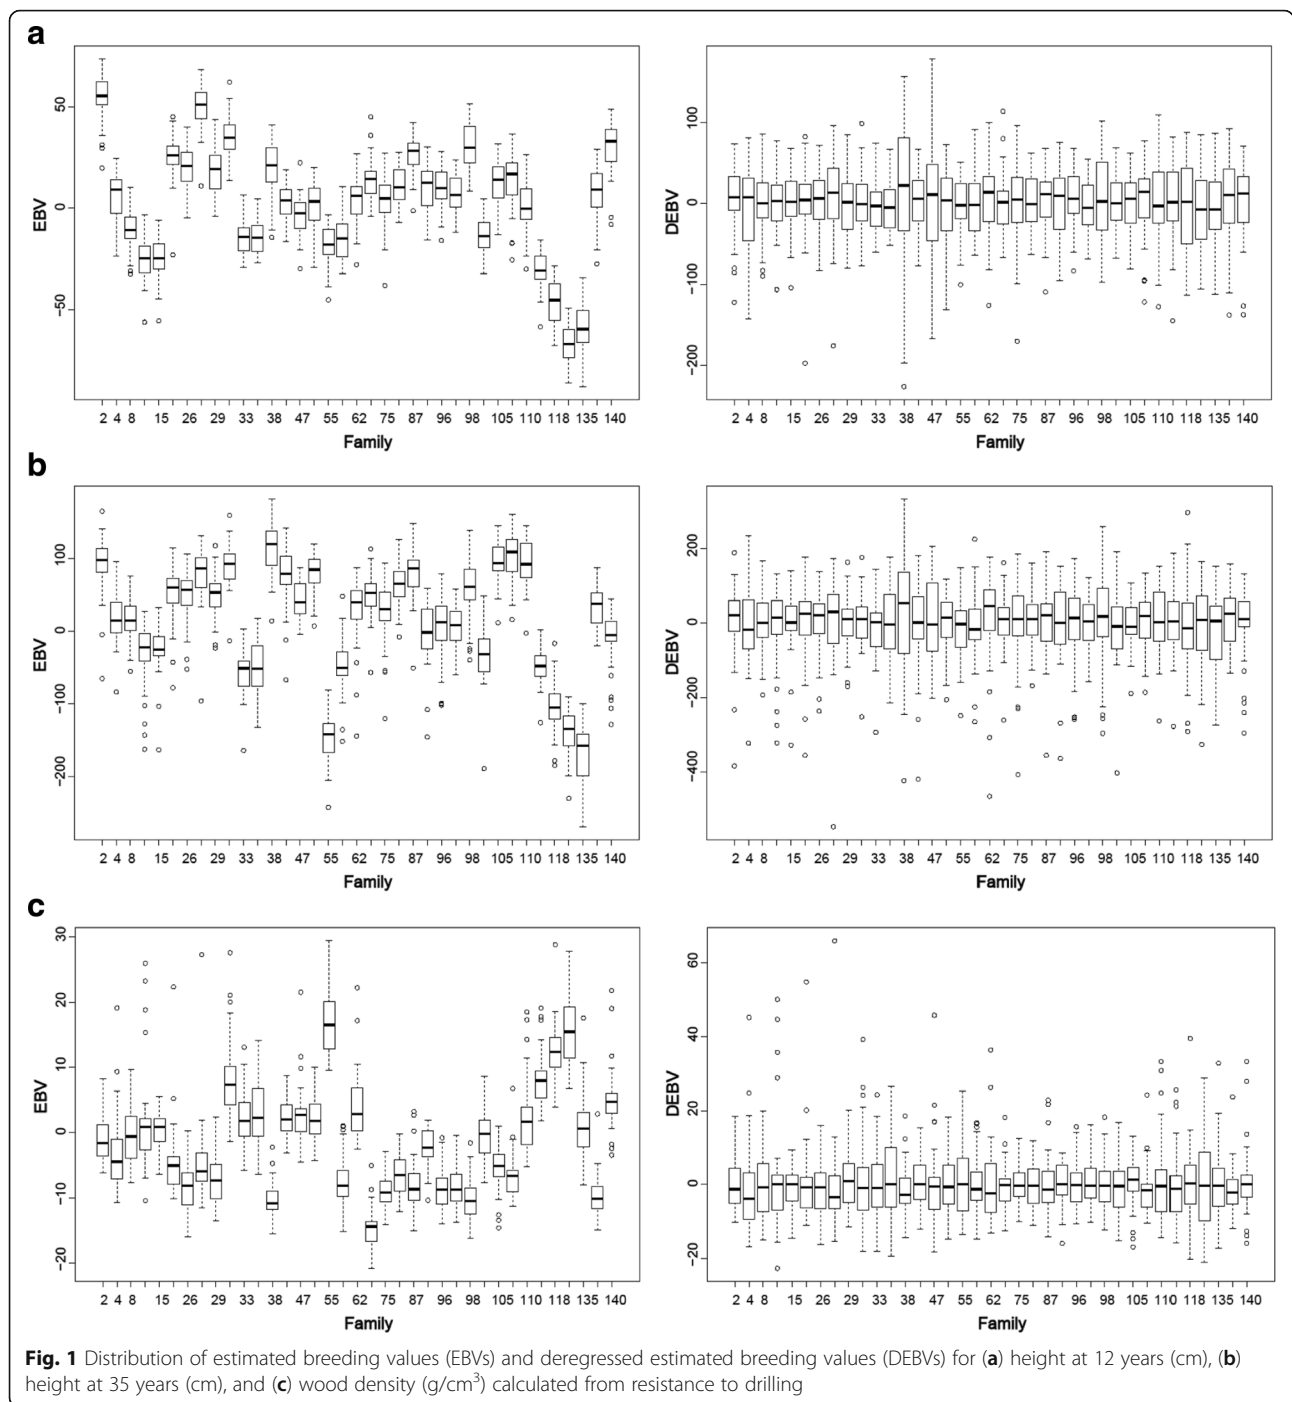 a
50
0
−50
EBV
2 4 8 15 26 29 33 38 47 55 62 75 87 96 98 105 110 118 135 140
Family
100
0
−100
−200
DEBV
2 4 8 15 26 29 33 38 47 55 62 75 87 96 98 105 110 118 135 140
Family
b
100
0
−100
−200
EBV
2 4 8 15 26 29 33 38 47 55 62 75 87 96 98 105 110 118 135 140
Family
200
0
−200
−400
DEBV
2 4 8 15 26 29 33 38 47 55 62 75 87 96 98 105 110 118 135 140
Family
c
30
20
10
0
−10
−20
EBV
2 4 8 15 26 29 33 38 47 55 62 75 87 96 98 105 110 118 135 140
Family
60
40
20
0
−20
DEBV
2 4 8 15 26 29 33 38 47 55 62 75 87 96 98 105 110 118 135 140
Family
Fig. 1 Distribution of estimated breeding values (EBVs) and deregressed estimated breeding values (DEBVs) for (a) height at 12 years (cm), (b)
height at 35 years (cm), and (c) wood density (g/cm³) calculated from resistance to drilling